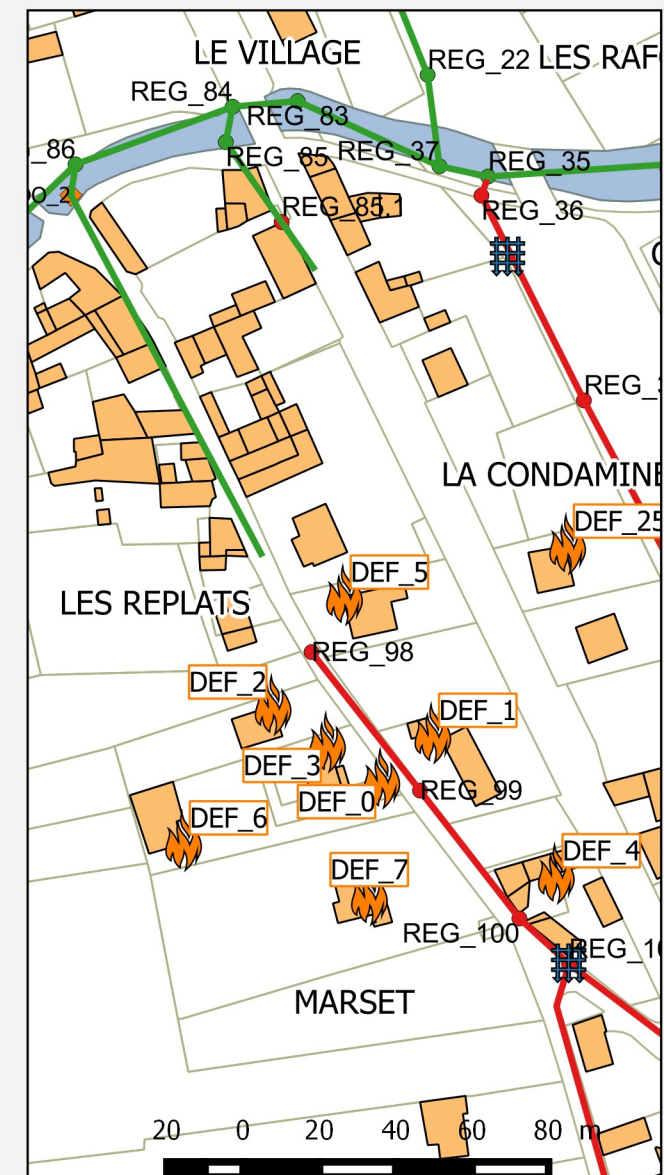 LE VILLAGE
REG_22
LES RAF
REG_84
REG_83
_86
REG_85
REG_37
REG_35
REG_85.1
REG_36
REG_3
LA CONDAMINE
DEF_25
DEF_5
LES REPLATS
REG_98
DEF_2
DEF_1
DEF_3
DEF_0
REG_99
DEF_6
DEF_4
DEF_7
REG_100
REG_10
MARSET
20 0 20 40 60 80 m